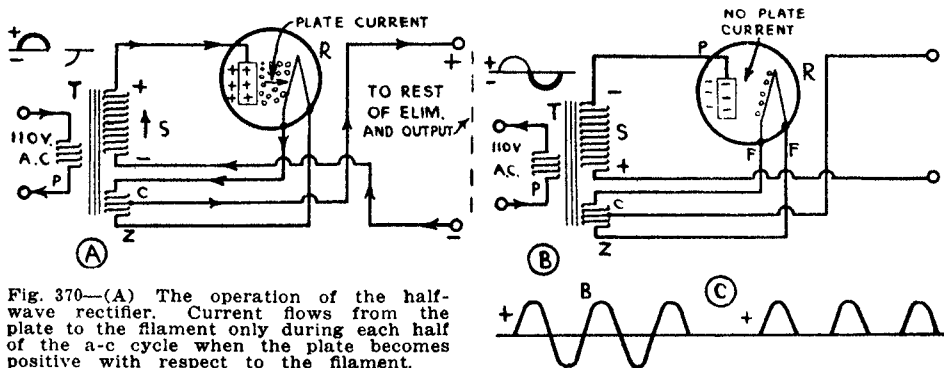 PLATE CURRENT
R
+
-
T
+
+ + + + + +
110V.
A.C
P
S
-
C
Z
+
TO REST
OF ELIM.
AND OUTPUT
-
A
NO PLATE
CURRENT
P
R
+
-
T
-
S
110V
A.C.
P
+
F F
C
Z
B
Fig. 370—(A) The operation of the half-
wave rectifier. Current flows from the
plate to the filament only during each half
of the a-c cycle when the plate becomes
positive with respect to the filament.
+ B C +